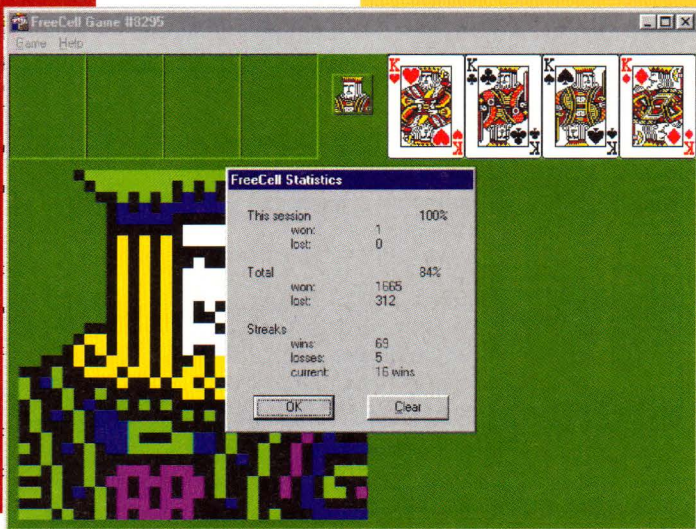 FreeCell Game #8295
Game Help
K K K K
K K K K
FreeCell Statistics
This session 100%
won: 1
lost: 0
Total 84%
won: 1665
lost: 312
Streaks
wins: 69
losses: 5
current: 16 wins
OK Clear